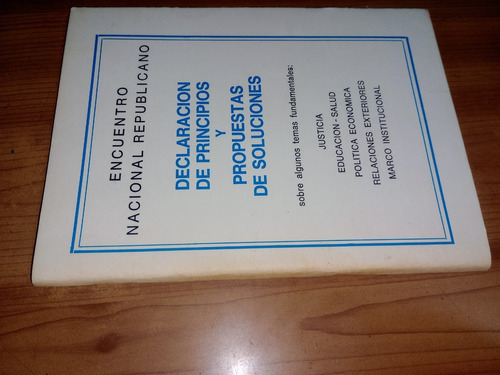 ENCUENTRO
NACIONAL REPUBLICANO
DECLARACION
DE PRINCIPIOS
Y
PROPUESTAS
DE SOLUCIONES
sobre algunos temas fundamentales:
JUSTICIA
EDUCACION - SALUD
POLITICA ECONOMICA
RELACIONES EXTERIORES
MARCO INSTITUCIONAL